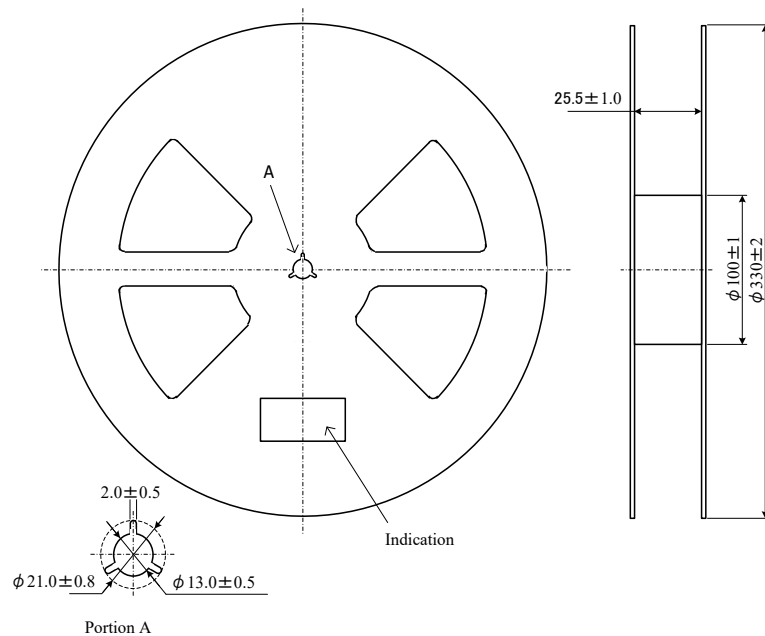 A
25.5±1.0
ϕ100±1
ϕ330±2
2.0±0.5
Indication
ϕ21.0±0.8
ϕ13.0±0.5
Portion A